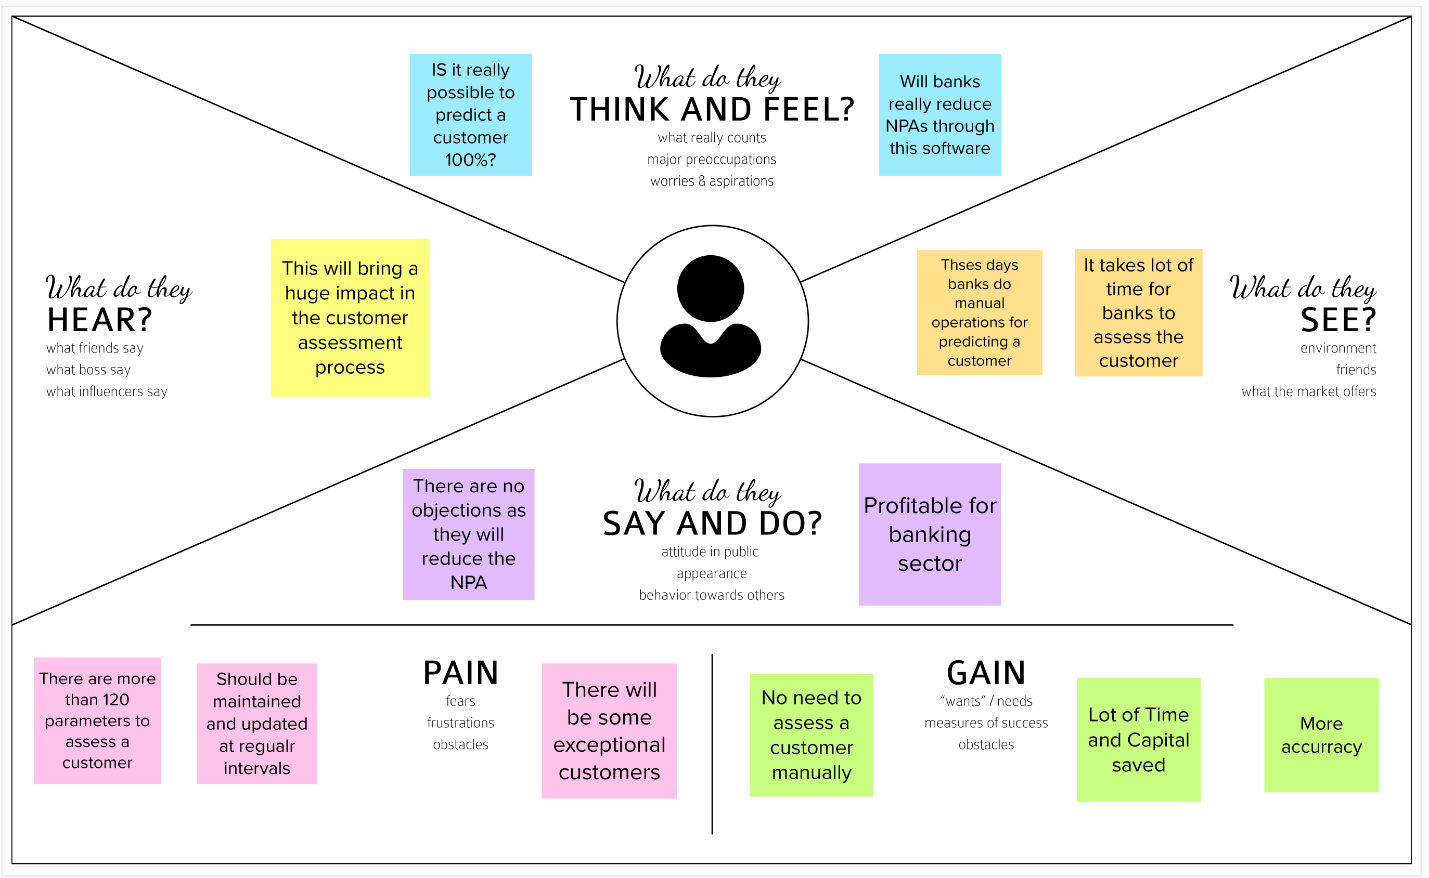 IS it really
possible to
predict a
customer
100%?
What do they
THINK AND FEEL?
what really counts
major preoccupations
worries & aspirations
Will banks
really reduce
NPAs through
this software
What do they
HEAR?
what friends say
what boss say
what influencers say
This will bring a
huge impact in
the customer
assessment
process
Thses days
banks do
manual
operations for
predicting a
customer
It takes lot of
time for
banks to
assess the
customer
What do they
SEE?
environment
friends
what the market offers
There are no
objections as
they will
reduce the
NPA
What do they
SAY AND DO?
attitude in public
appearance
behavior towards others
Profitable for
banking
sector
There are more
than 120
parameters to
assess a
customer
Should be
maintained
and updated
at regualr
intervals
PAIN
fears
frustrations
obstacles
There will
be some
exceptional
customers
No need to
assess a
customer
manually
GAIN
“wants” / needs
measures of success
obstacles
Lot of Time
and Capital
saved
More
accurracy